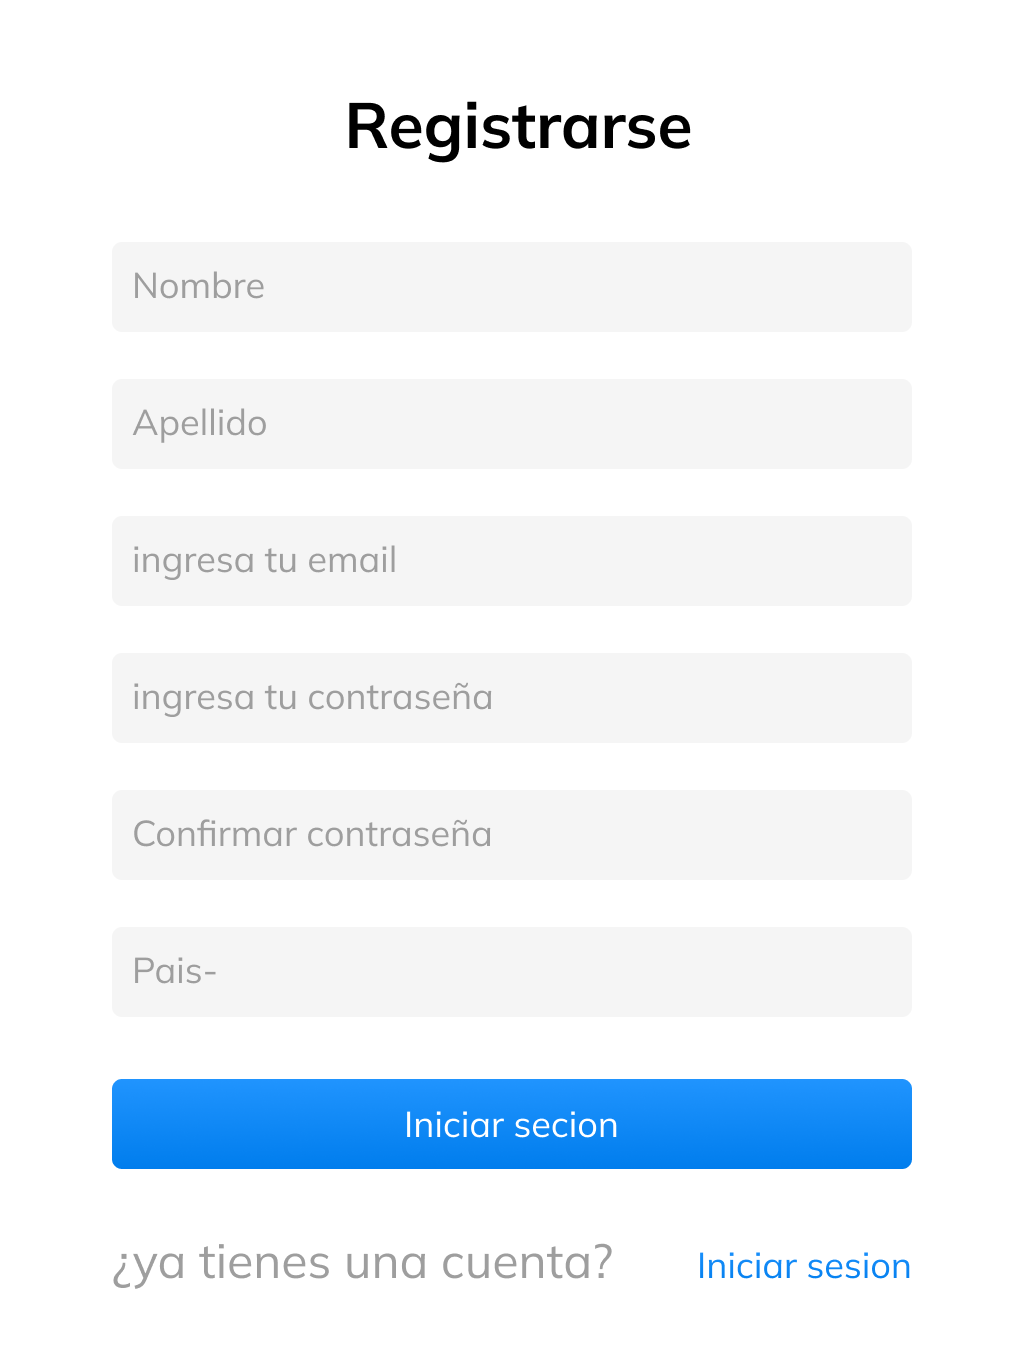 Registrarse
Nombre
Apellido
ingresa tu email
ingresa tu contraseña
Confirmar contraseña
Pais-
Iniciar secion
¿ya tienes una cuenta? Iniciar sesion